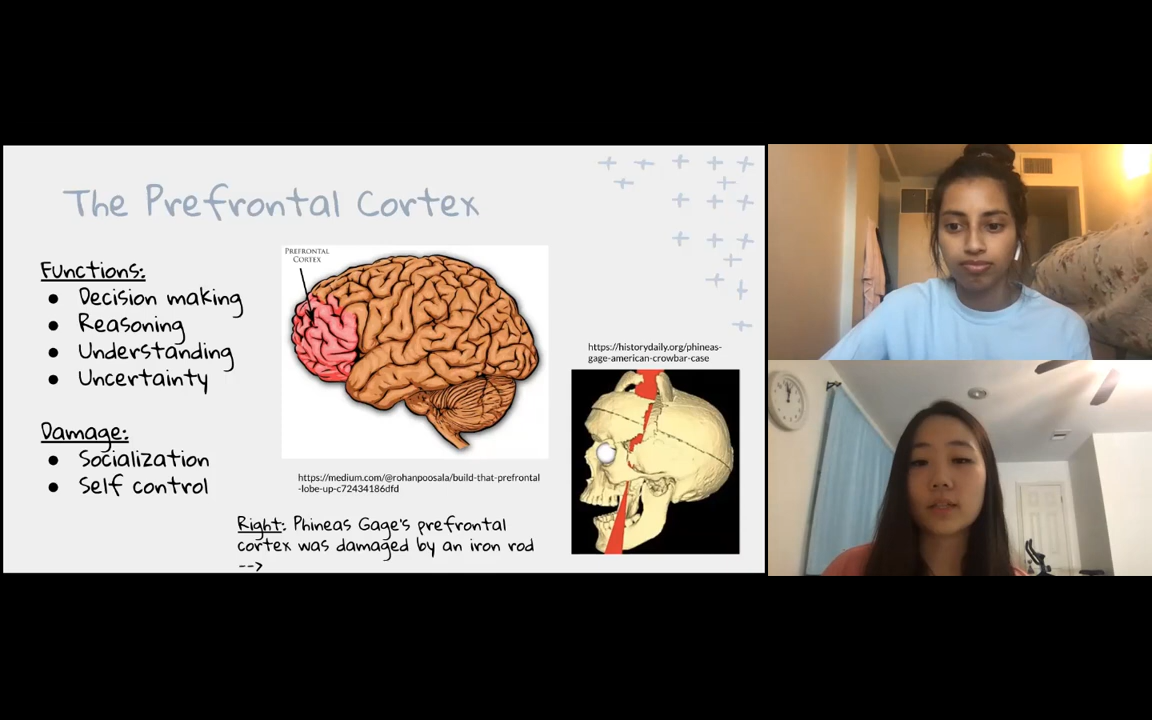 The Prefrontal Cortex
Functions:
● Decision making
● Reasoning
● Understanding
● Uncertainty
Damage:
● Socialization
● Self control
PREFRONTAL
CORTEX
https://medium.com/@rohanpoosala/build-that-prefrontal
-lobe-up-c72434186dfd
Right: Phineas Gage's prefrontal
cortex was damaged by an iron rod
-->
https://historydaily.org/phineas-
gage-american-crowbar-case